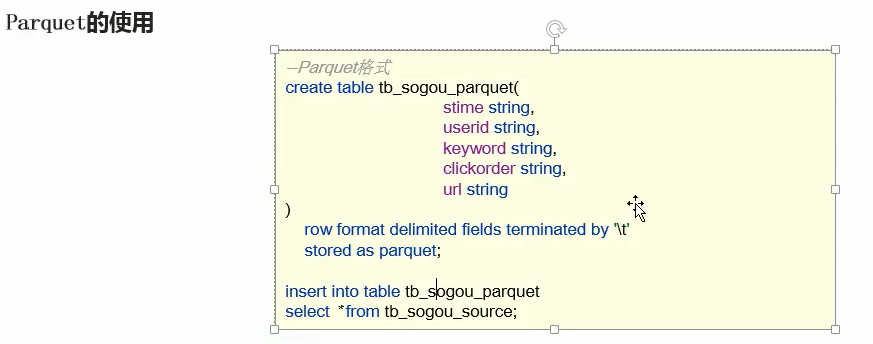 Parquet的使用
--Parquet格式
create table tb_sogou_parquet(
stime string,
userid string,
keyword string,
clickorder string,
url string
)
row format delimited fields terminated by '\t'
stored as parquet;
insert into table tb_sogou_parquet
select *from tb_sogou_source;